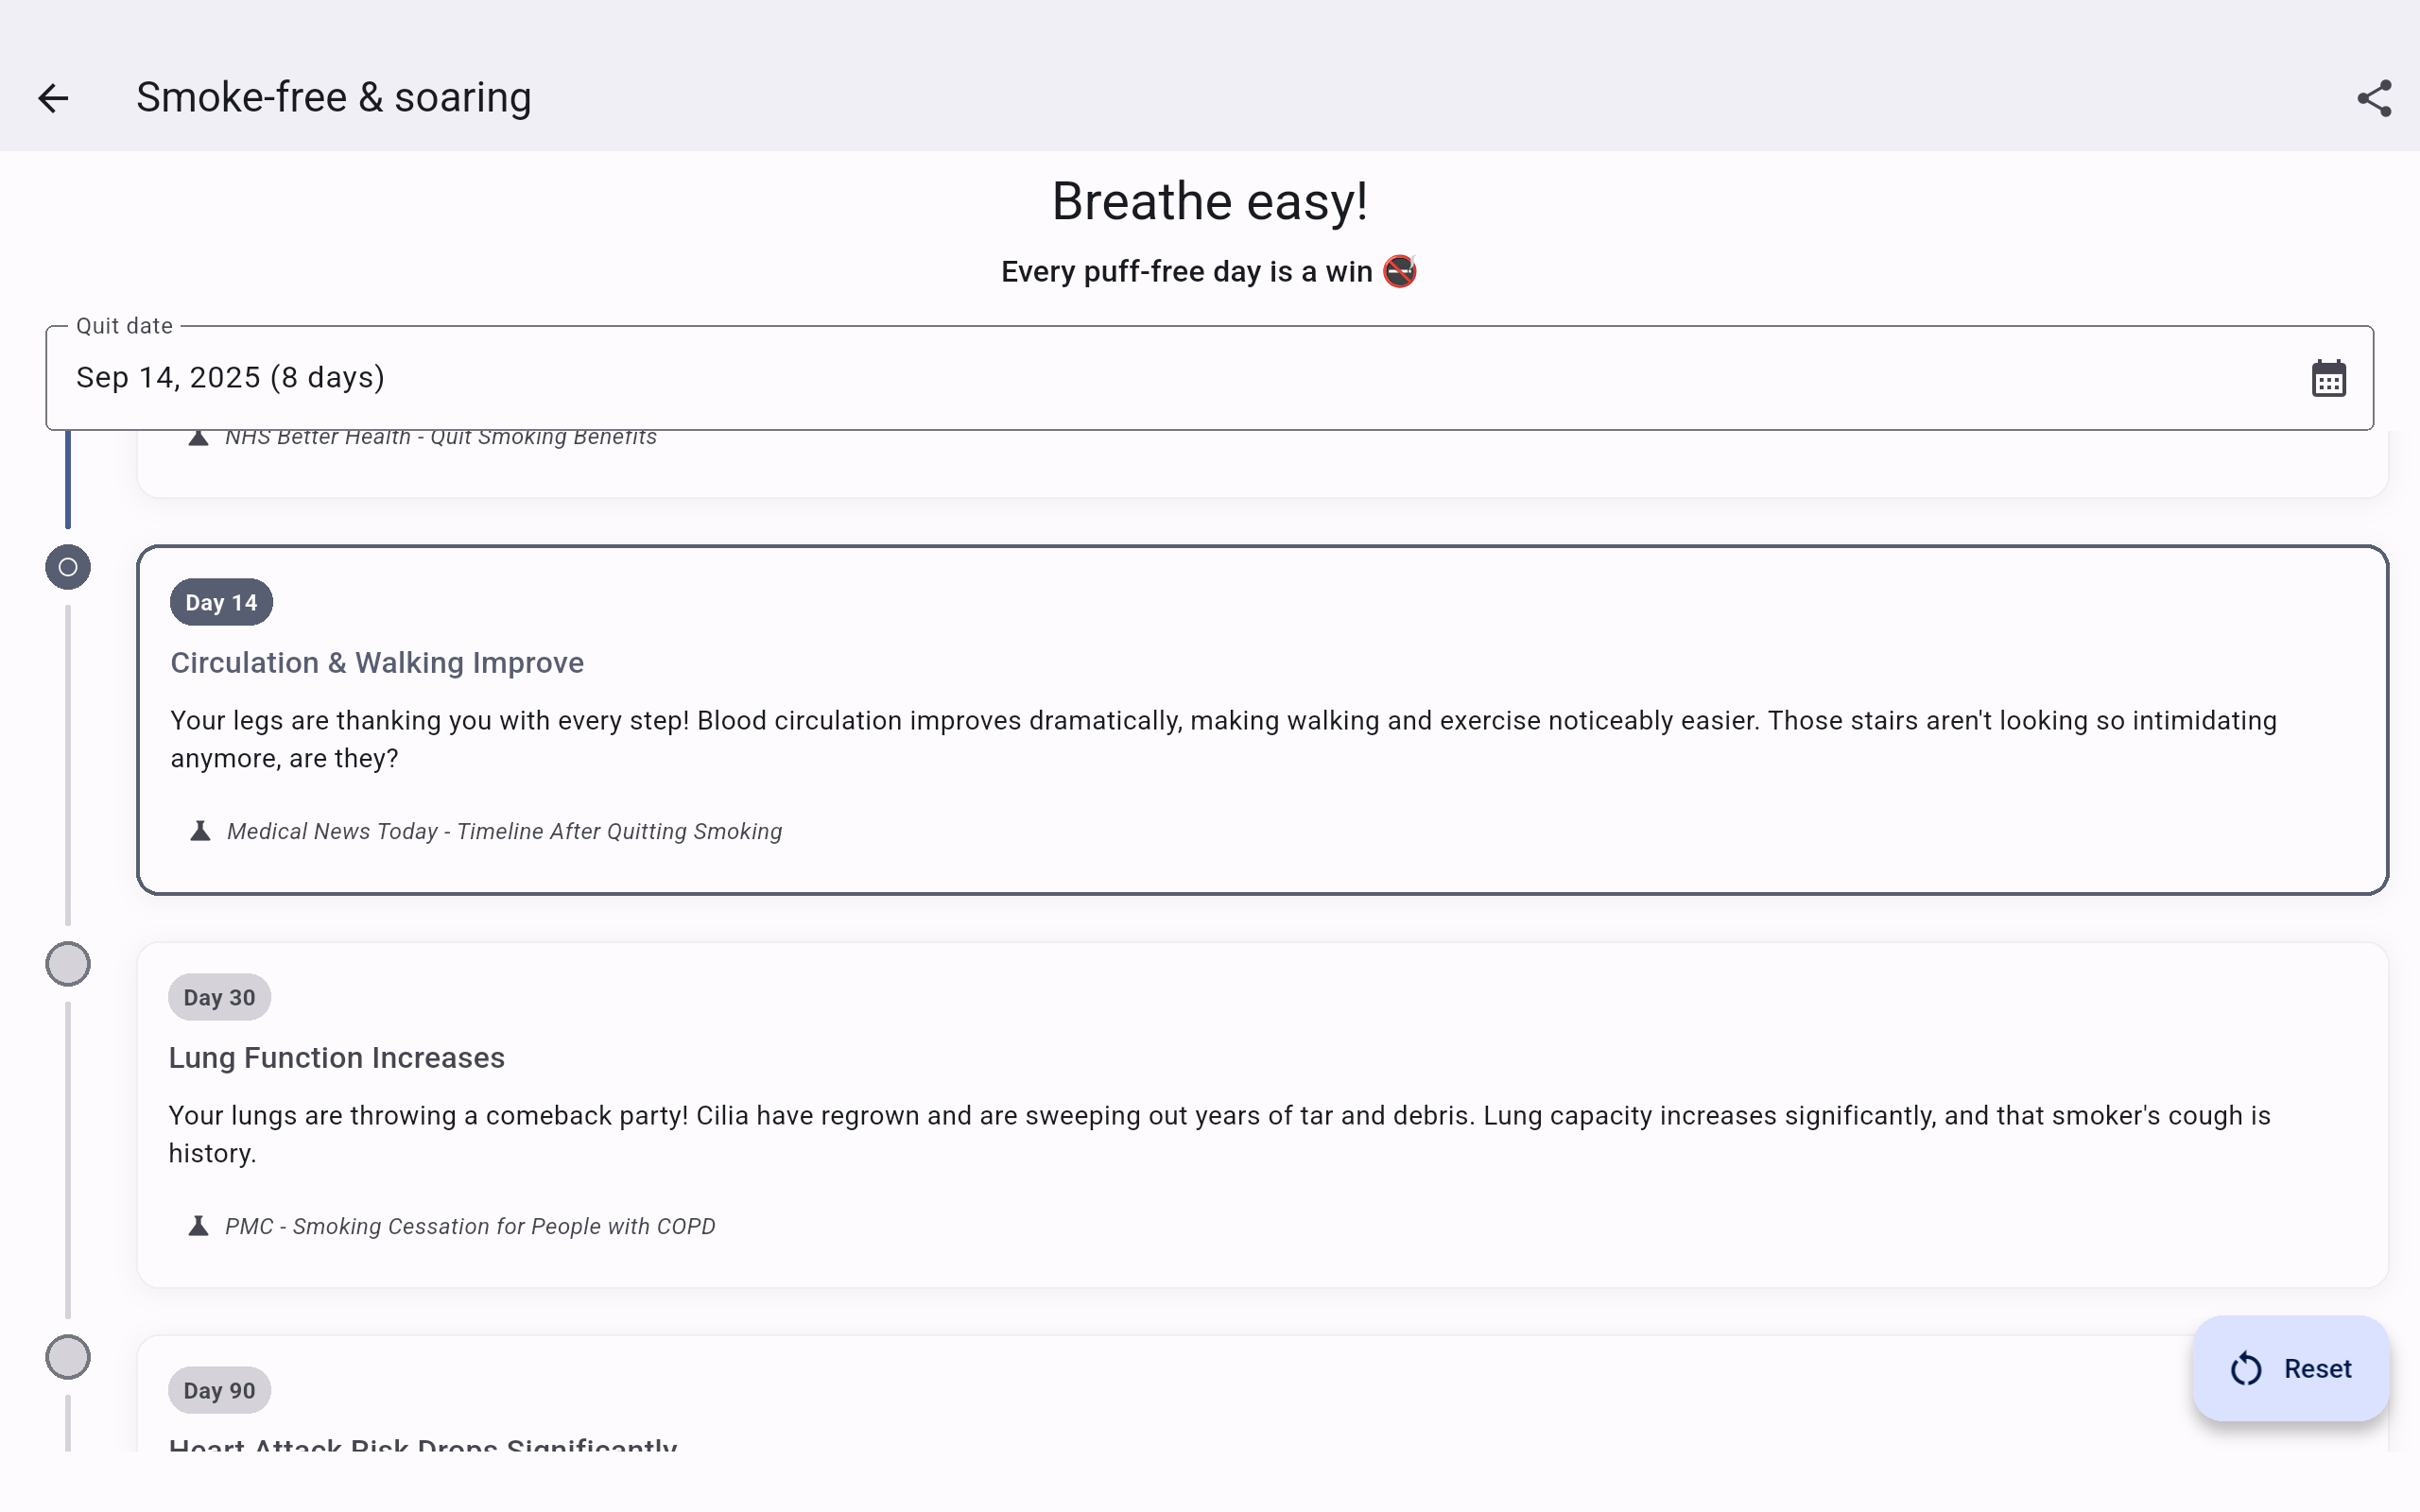 Smoke-free & soaring
Breathe easy!
Every puff-free day is a win
Quit date
Sep 14, 2025 (8 days)
NHS Better Health - Quit Smoking Benefits
Day 14
Circulation & Walking Improve
Your legs are thanking you with every step! Blood circulation improves dramatically, making walking and exercise noticeably easier. Those stairs aren't looking so intimidating
anymore, are they?
Medical News Today - Timeline After Quitting Smoking
Day 30
Lung Function Increases
Your lungs are throwing a comeback party! Cilia have regrown and are sweeping out years of tar and debris. Lung capacity increases significantly, and that smoker's cough is
history.
PMC - Smoking Cessation for People with COPD
Day 90
Heart Attack Risk Drops Significantly
Reset